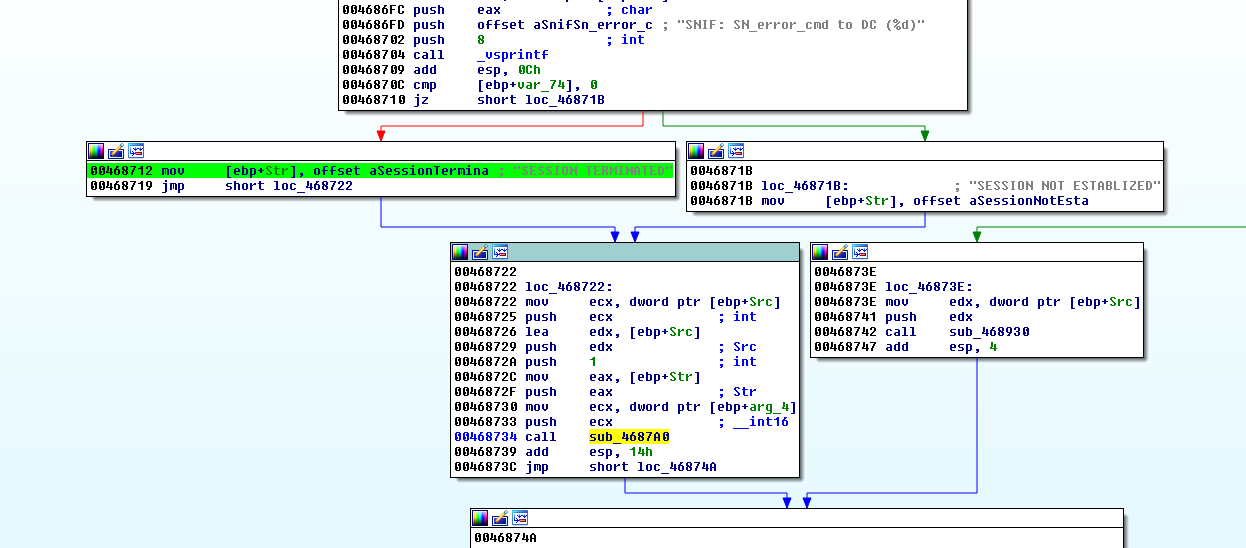 004686FC push eax ; char
004686FD push offset aSnifSn_error_c ; "SNIF: SN_error_cmd to DC (%d)"
00468702 push 8 ; int
00468704 call _vsprintf
00468709 add esp, 0Ch
0046870C cmp [ebp+var_74], 0
00468710 jz short loc_46871B
00468712 mov [ebp+Str], offset aSessionTermina ; "SESSION TERMINATED"
00468719 jmp short loc_468722
0046871B
0046871B loc_46871B: ; "SESSION NOT ESTABLIZED"
0046871B mov [ebp+Str], offset aSessionNotEsta
00468722
00468722 loc_468722:
00468722 mov ecx, dword ptr [ebp+Src]
00468725 push ecx ; int
00468726 lea edx, [ebp+Src]
00468729 push edx ; Src
0046872A push 1 ; int
0046872C mov eax, [ebp+Str]
0046872F push eax ; Str
00468730 mov ecx, dword ptr [ebp+arg_4]
00468733 push ecx ; __int16
00468734 call sub_4687A0
00468739 add esp, 14h
0046873C jmp short loc_46874A
0046873E
0046873E loc_46873E:
0046873E mov edx, dword ptr [ebp+Src]
00468741 push edx
00468742 call sub_468930
00468747 add esp, 4
0046874A